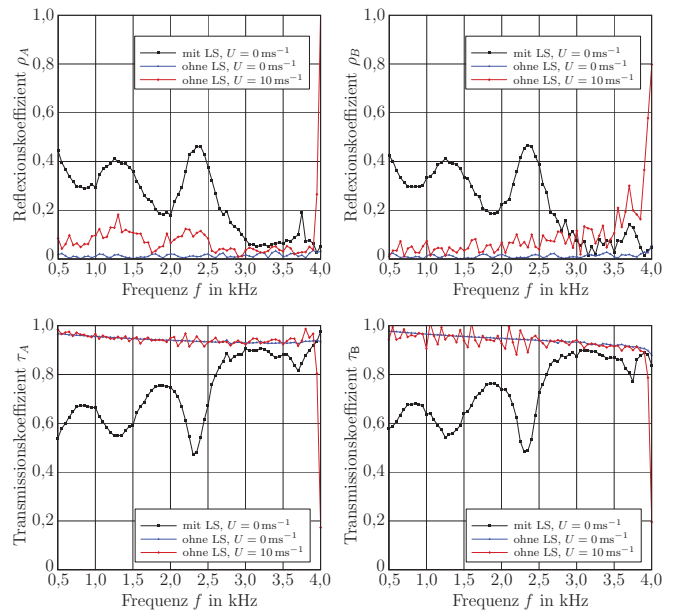 1,0
0,8
0,6
0,4
0,2
0
Reflexionskoeffizient ρA
mit LS, U = 0 ms−1
ohne LS, U = 0 ms−1
ohne LS, U = 10 ms−1
0,5 1,0 1,5 2,0 2,5 3,0 3,5 4,0
Frequenz f in kHz
1,0
0,8
0,6
0,4
0,2
0
Reflexionskoeffizient ρB
mit LS, U = 0 ms−1
ohne LS, U = 0 ms−1
ohne LS, U = 10 ms−1
0,5 1,0 1,5 2,0 2,5 3,0 3,5 4,0
Frequenz f in kHz
1,0
0,8
0,6
0,4
0,2
0
Transmissionskoeffizient τA
mit LS, U = 0 ms−1
ohne LS, U = 0 ms−1
ohne LS, U = 10 ms−1
0,5 1,0 1,5 2,0 2,5 3,0 3,5 4,0
Frequenz f in kHz
1,0
0,8
0,6
0,4
0,2
0
Transmissionskoeffizient τB
mit LS, U = 0 ms−1
ohne LS, U = 0 ms−1
ohne LS, U = 10 ms−1
0,5 1,0 1,5 2,0 2,5 3,0 3,5 4,0
Frequenz f in kHz